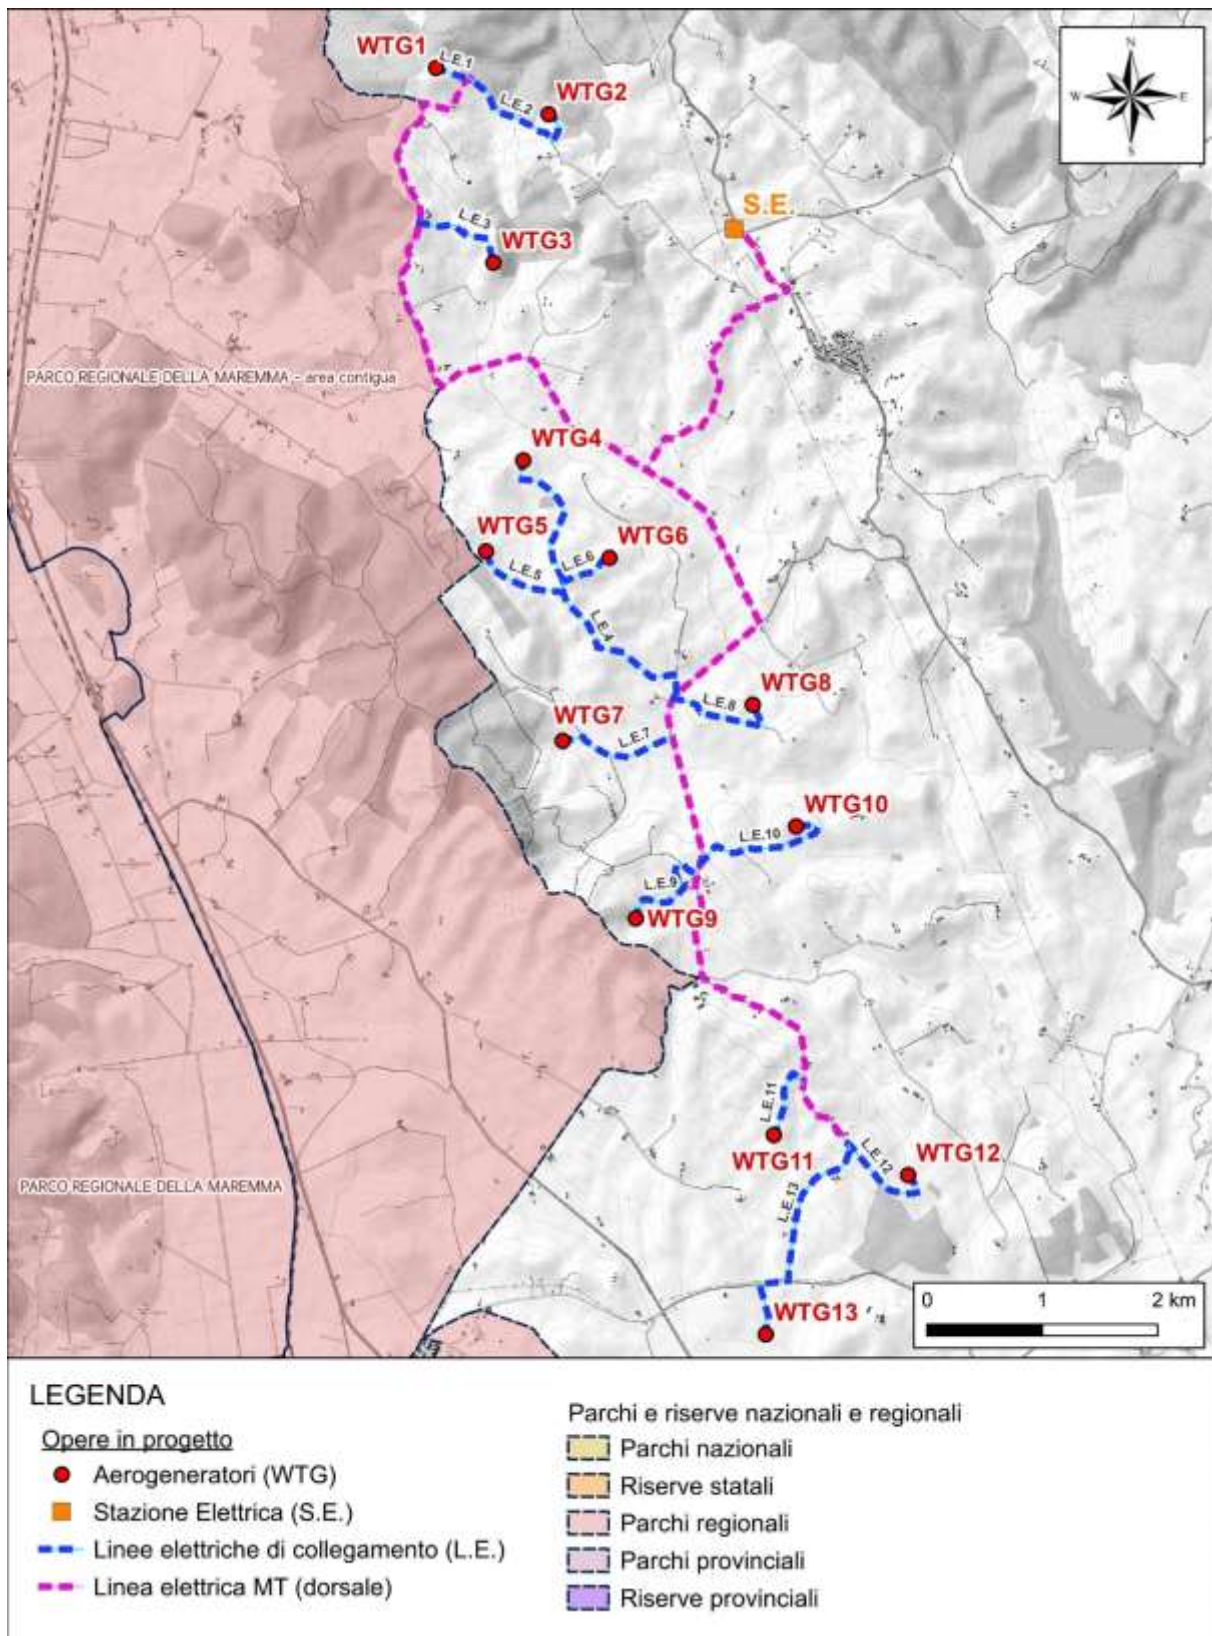 WTG1
L.E.1
L.E.2
WTG2
N
W
E
S
S.E.
L.E.3
WTG3
PARCO REGIONALE DELLA MAREMMA - area contigua
WTG4
WTG5
WTG6
L.E.6
L.E.5
L.E.4
WTG8
L.E.8
WTG7
L.E.7
WTG10
L.E.10
L.E.9
WTG9
L.E.11
WTG11
L.E.12
WTG12
L.E.13
PARCO REGIONALE DELLA MAREMMA
WTG13
0 1 2 km
LEGENDA
Opere in progetto
Aerogeneratori (WTG)
Stazione Elettrica (S.E.)
Linee elettriche di collegamento (L.E.)
Linea elettrica MT (dorsale)
Parchi e riserve nazionali e regionali
Parchi nazionali
Riserve statali
Parchi regionali
Parchi provinciali
Riserve provinciali